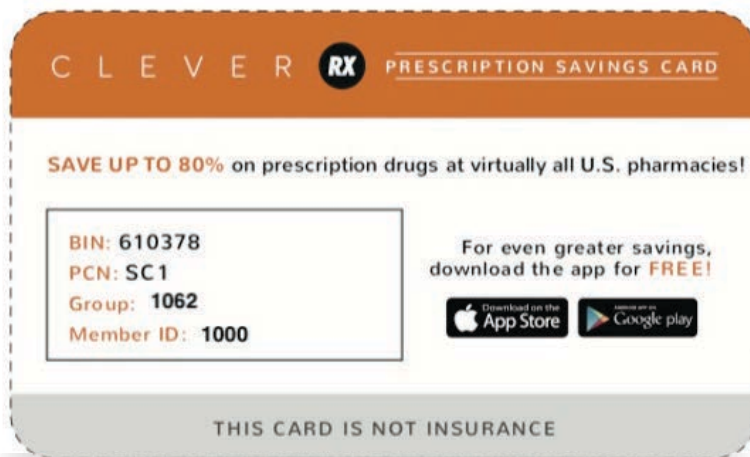 CLEVER RX PRESCRIPTION SAVINGS CARD
SAVE UP TO 80% on prescription drugs at virtually all U.S. pharmacies!
BIN: 610378
PCN: SC1
Group: 1062
Member ID: 1000
For even greater savings,
download the app for FREE!
Download on the
App Store
Google play
THIS CARD IS NOT INSURANCE